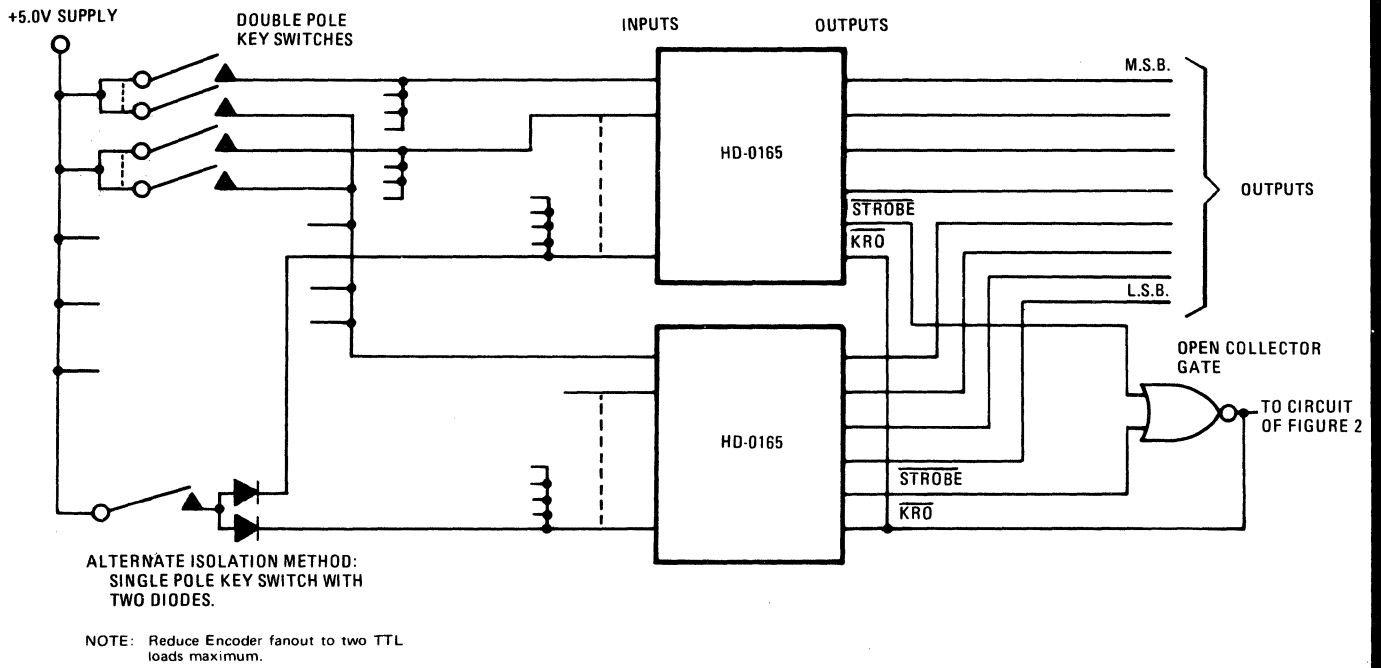 +5.0V SUPPLY
DOUBLE POLE
KEY SWITCHES
INPUTS
OUTPUTS
M.S.B.
HD-0165
OUTPUTS
STROBE
KRO
L.S.B.
OPEN COLLECTOR
GATE
TO CIRCUIT
OF FIGURE 2
HD-0165
STROBE
KRO
ALTERNATE ISOLATION METHOD:
SINGLE POLE KEY SWITCH WITH
TWO DIODES.
NOTE: Reduce Encoder fanout to two TTL
loads maximum.